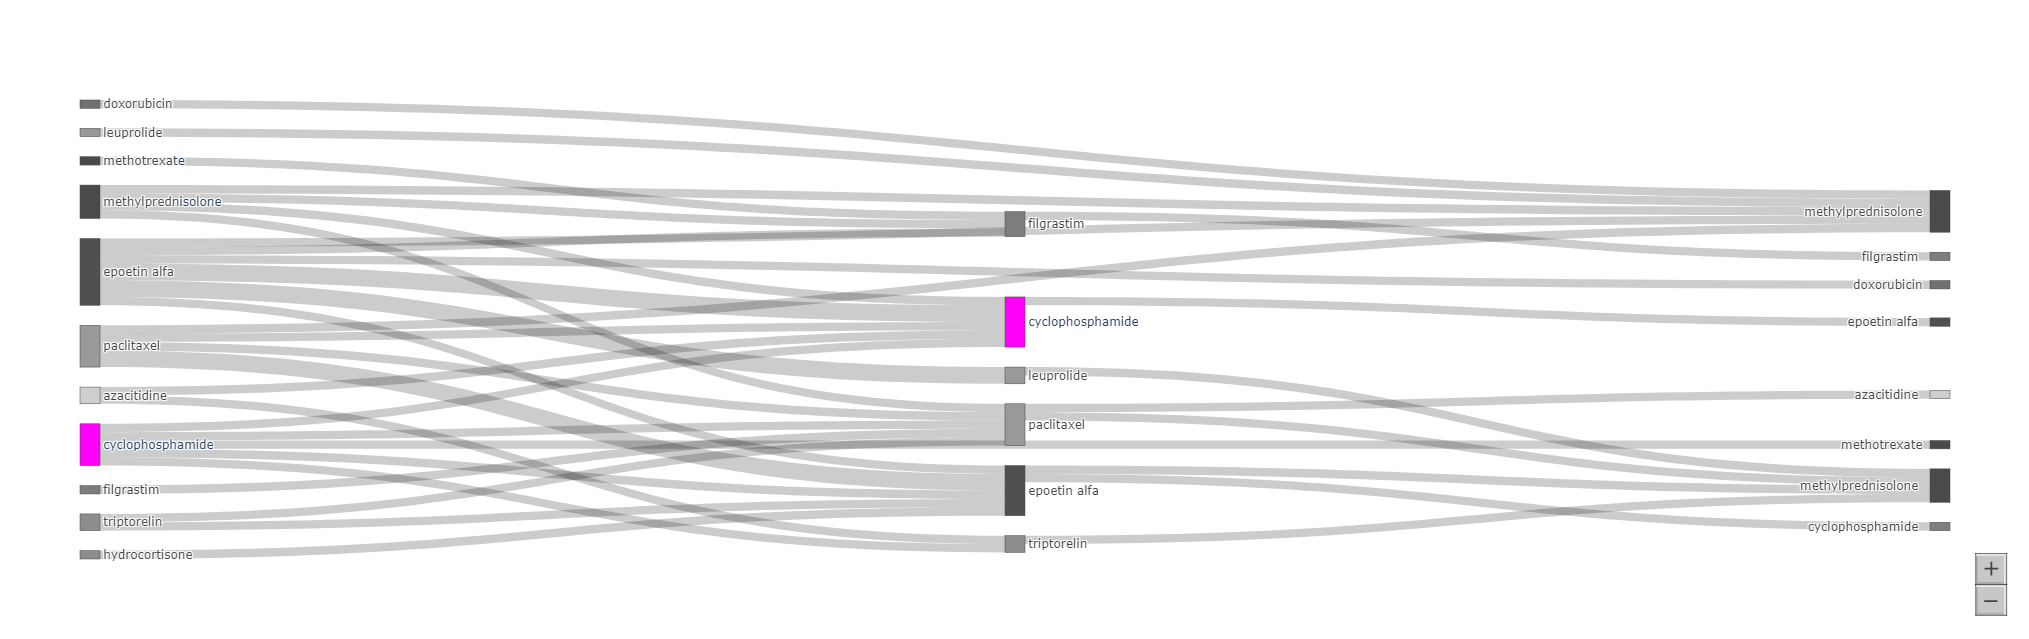 doxorubicin
leuprolide
methotrexate
methylprednisolone
epoetin alfa
paclitaxel
azacitidine
cyclophosphamide
filgrastim
triptorelin
hydrocortisone
filgrastim
cyclophosphamide
leuprolide
paclitaxel
epoetin alfa
triptorelin
methylprednisolone
filgrastim
doxorubicin
epoetin alfa
azacitidine
methotrexate
methylprednisolone
cyclophosphamide
+
−